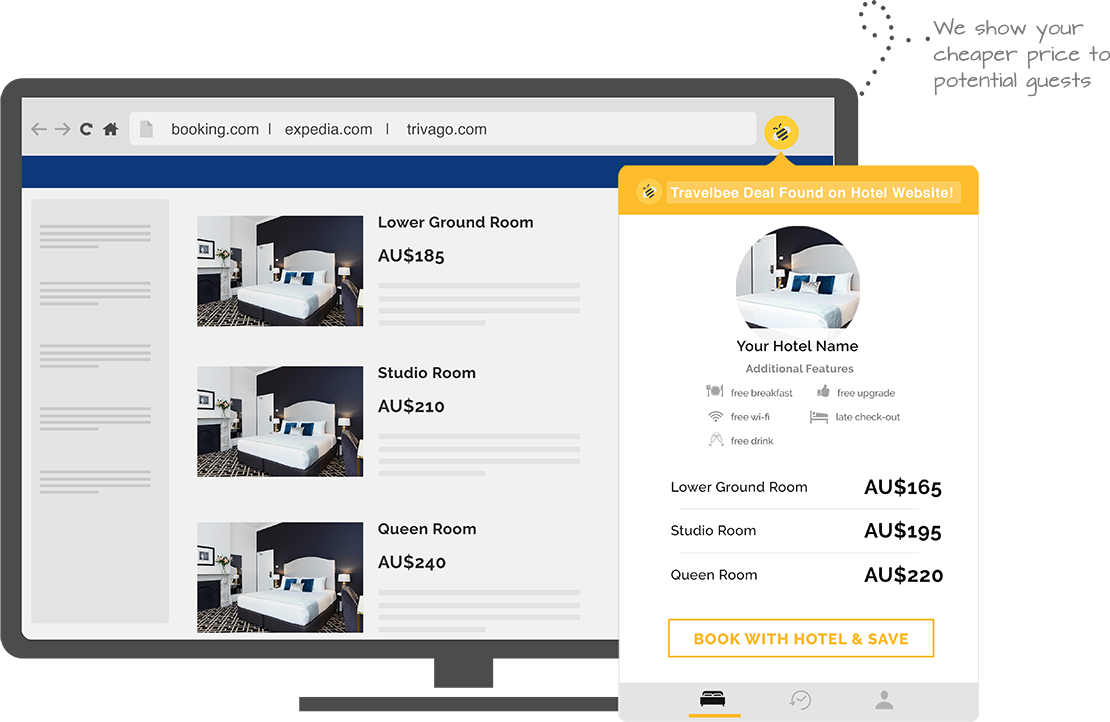 We show your
cheaper price to
potential guests
booking.com | expedia.com | trivago.com
Travelbee Deal Found on Hotel Website!
Lower Ground Room
AU$185
Studio Room
AU$210
Queen Room
AU$240
Your Hotel Name
Additional Features
free breakfast free upgrade
free wi-fi late check-out
free drink
Lower Ground Room AU$165
Studio Room AU$195
Queen Room AU$220
BOOK WITH HOTEL & SAVE